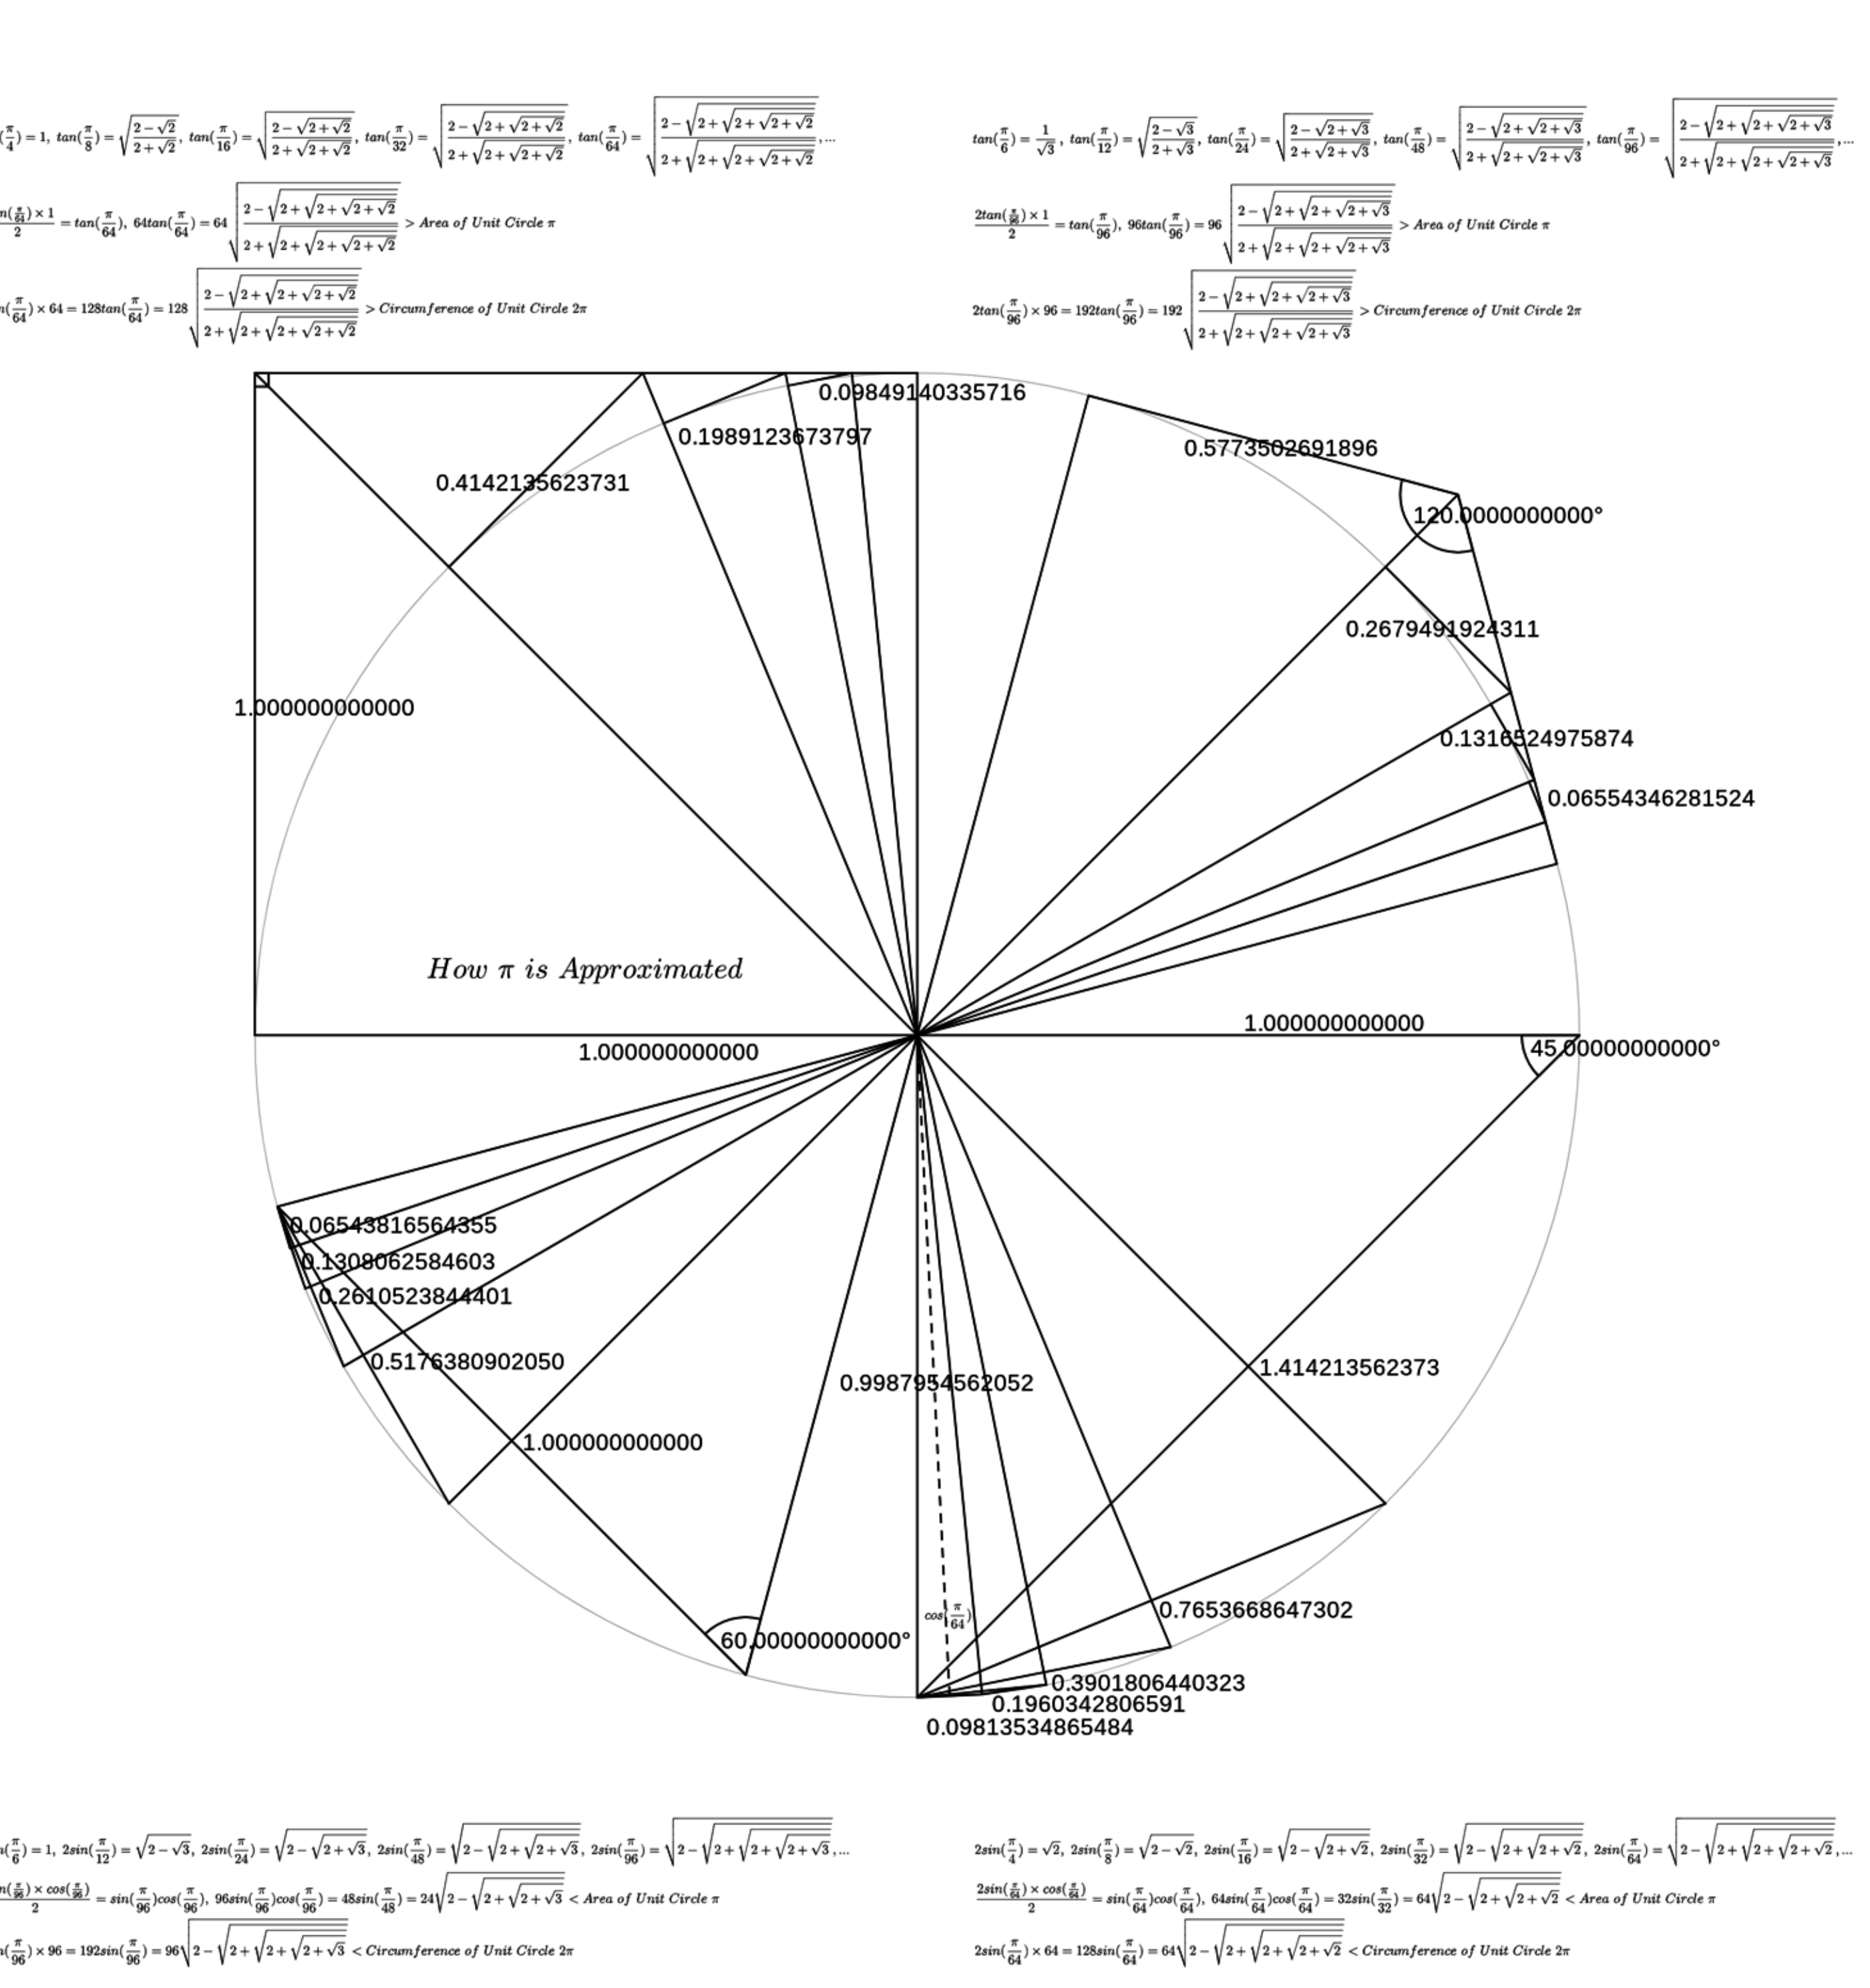 (π/4) = 1, tan(π/8) = √((2−√2)/(2+√2)), tan(π/16) = √((2−√(2+√2))/(2+√(2+√2))), tan(π/32) = √((2−√(2+√(2+√2)))/(2+√(2+√(2+√2)))), tan(π/64) = √((2−√(2+√(2+√(2+√2))))/(2+√(2+√(2+√(2+√2))))), ...
n(π/64) × 1 / 2 = tan(π/64), 64tan(π/64) = 64√((2−√(2+√(2+√(2+√2))))/(2+√(2+√(2+√(2+√2))))) > Area of Unit Circle π
n(π/64) × 64 = 128tan(π/64) = 128√((2−√(2+√(2+√(2+√2))))/(2+√(2+√(2+√(2+√2))))) > Circumference of Unit Circle 2π
tan(π/6) = 1/√3, tan(π/12) = √((2−√3)/(2+√3)), tan(π/24) = √((2−√(2+√3))/(2+√(2+√3))), tan(π/48) = √((2−√(2+√(2+√3)))/(2+√(2+√(2+√3)))), tan(π/96) = √((2−√(2+√(2+√(2+√3))))/(2+√(2+√(2+√(2+√3))))), ...
2tan(π/96) × 1 / 2 = tan(π/96), 96tan(π/96) = 96√((2−√(2+√(2+√(2+√3))))/(2+√(2+√(2+√(2+√3))))) > Area of Unit Circle π
2tan(π/96) × 96 = 192tan(π/96) = 192√((2−√(2+√(2+√(2+√3))))/(2+√(2+√(2+√(2+√3))))) > Circumference of Unit Circle 2π
0.09849140335716
0.1989123673797
0.5773502691896
0.4142135623731
120.0000000000°
0.2679491924311
1.000000000000
0.1316524975874
0.06554346281524
How π is Approximated
1.000000000000
1.000000000000
45.00000000000°
0.06543816564355
0.1308062584603
0.2610523844401
0.5176380902050
1.414213562373
0.9987954562052
1.000000000000
cos(π/64)
0.7653668647302
60.00000000000°
0.3901806440323
0.1960342806591
0.09813534865484
(π/6) = 1, 2sin(π/12) = √(2−√3), 2sin(π/24) = √(2−√(2+√3)), 2sin(π/48) = √(2−√(2+√(2+√3))), 2sin(π/96) = √(2−√(2+√(2+√(2+√3)))), ...
n(π/96) × cos(π/96) / 2 = sin(π/96)cos(π/96), 96sin(π/96)cos(π/96) = 48sin(π/48) = 24√(2−√(2+√(2+√3))) < Area of Unit Circle π
(π/96) × 96 = 192sin(π/96) = 96√(2−√(2+√(2+√(2+√3)))) < Circumference of Unit Circle 2π
2sin(π/4) = √2, 2sin(π/8) = √(2−√2), 2sin(π/16) = √(2−√(2+√2)), 2sin(π/32) = √(2−√(2+√(2+√2))), 2sin(π/64) = √(2−√(2+√(2+√(2+√2)))), ...
2sin(π/64) × cos(π/64) / 2 = sin(π/64)cos(π/64), 64sin(π/64)cos(π/64) = 32sin(π/32) = 64√(2−√(2+√(2+√2))) < Area of Unit Circle π
2sin(π/64) × 64 = 128sin(π/64) = 64√(2−√(2+√(2+√(2+√2)))) < Circumference of Unit Circle 2π